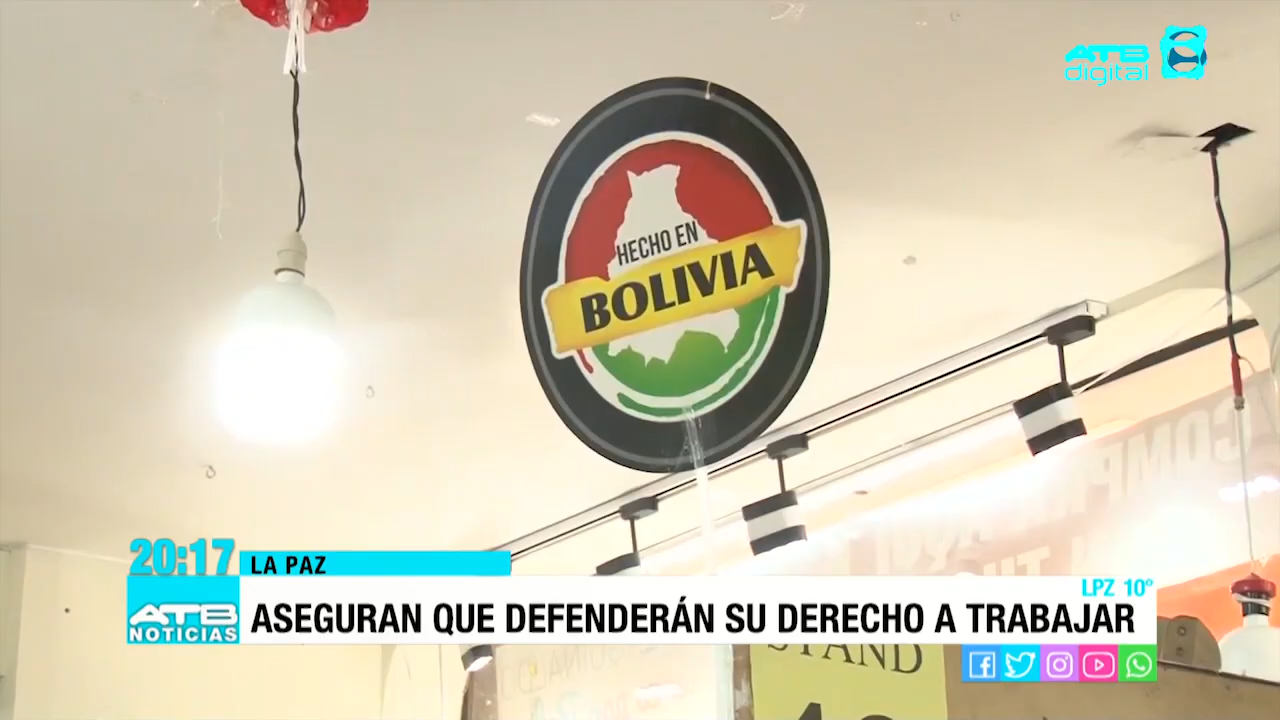 ATB
digital
HECHO EN
BOLIVIA
COMPRA
20:17
LA PAZ
LPZ 10°
ATB
NOTICIAS
ASEGURAN QUE DEFENDERÁN SU DERECHO A TRABAJAR
STAND